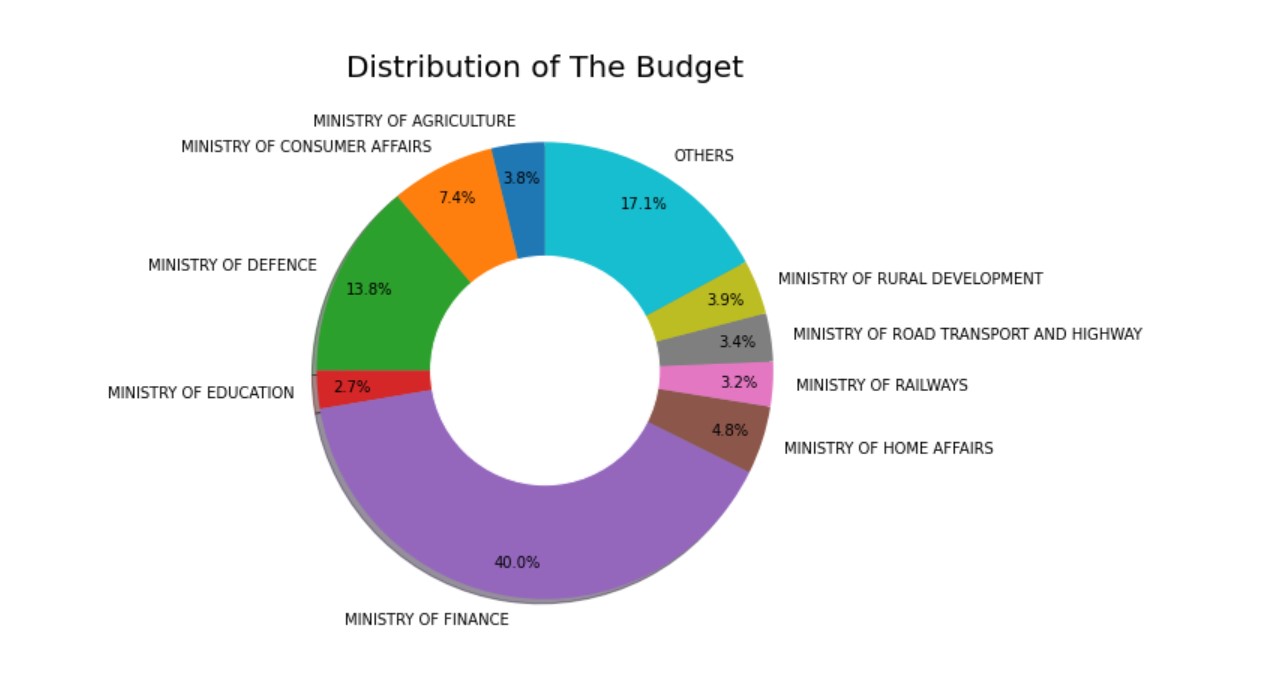 Distribution of The Budget
MINISTRY OF AGRICULTURE
MINISTRY OF CONSUMER AFFAIRS
OTHERS
3.8%
7.4%
17.1%
MINISTRY OF DEFENCE
MINISTRY OF RURAL DEVELOPMENT
13.8%
3.9%
MINISTRY OF ROAD TRANSPORT AND HIGHWAY
3.4%
MINISTRY OF EDUCATION
2.7%
3.2%
MINISTRY OF RAILWAYS
4.8%
MINISTRY OF HOME AFFAIRS
40.0%
MINISTRY OF FINANCE